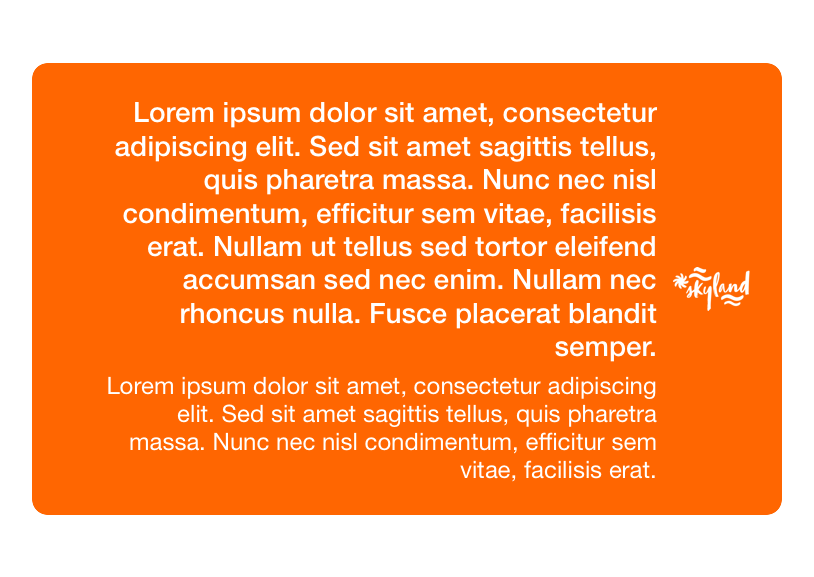 Lorem ipsum dolor sit amet, consectetur
adipiscing elit. Sed sit amet sagittis tellus,
quis pharetra massa. Nunc nec nisl
condimentum, efficitur sem vitae, facilisis
erat. Nullam ut tellus sed tortor eleifend
accumsan sed nec enim. Nullam nec
rhoncus nulla. Fusce placerat blandit
semper.
skyland
Lorem ipsum dolor sit amet, consectetur adipiscing
elit. Sed sit amet sagittis tellus, quis pharetra
massa. Nunc nec nisl condimentum, efficitur sem
vitae, facilisis erat.